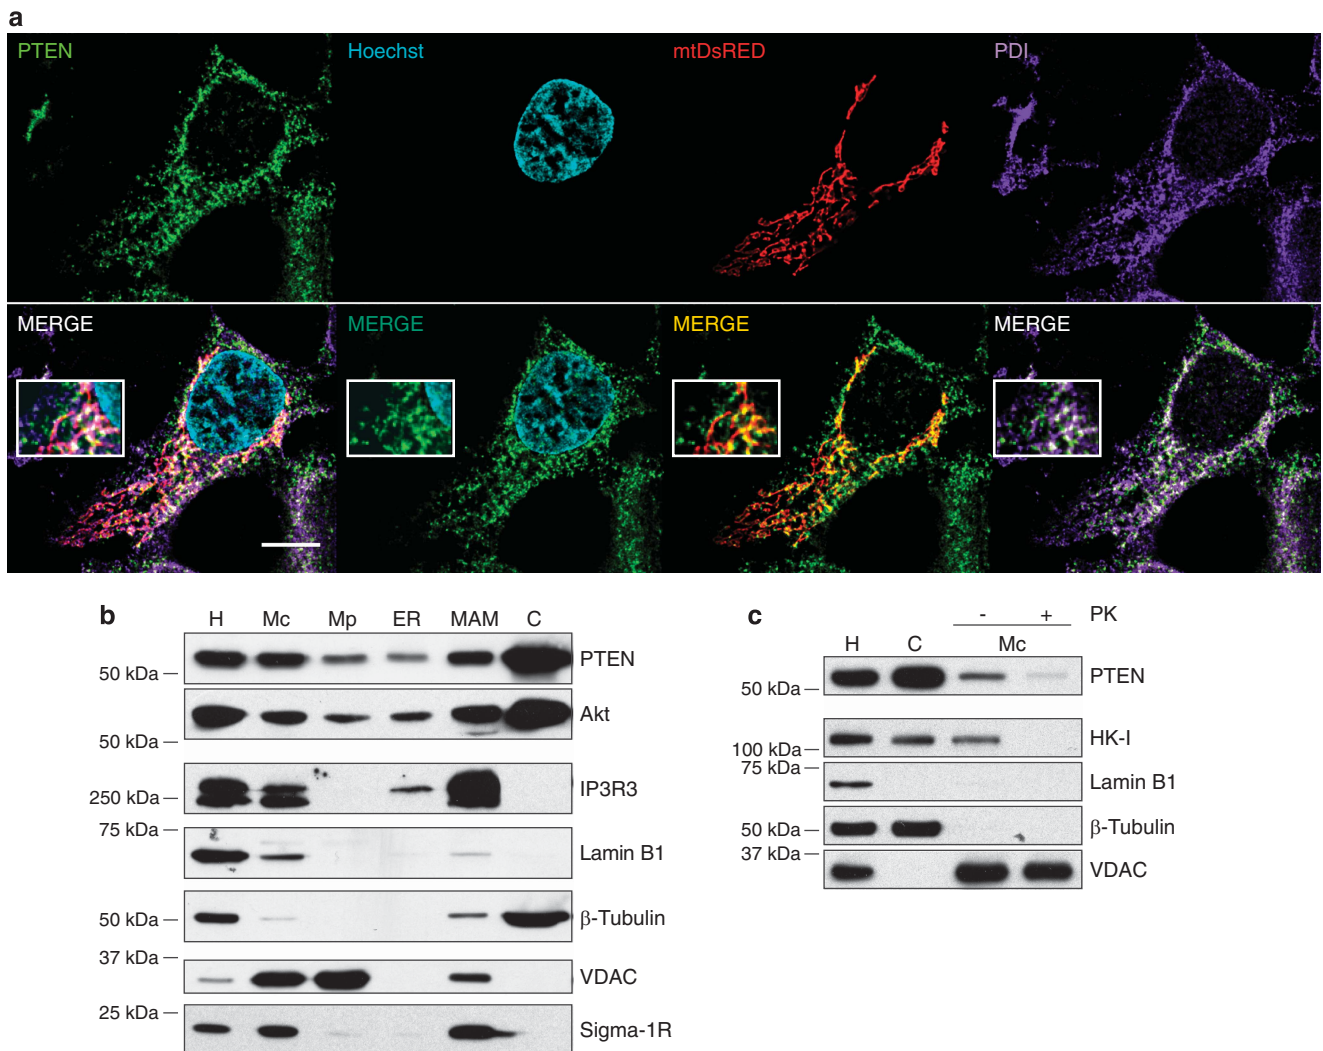 a
PTEN Hoechst mtDsRED PDI
MERGE MERGE MERGE MERGE
b
H Mc Mp ER MAM C
50 kDa PTEN
50 kDa Akt
250 kDa IP3R3
75 kDa Lamin B1
50 kDa β-Tubulin
37 kDa VDAC
25 kDa Sigma-1R
c
- + PK
H C Mc
50 kDa PTEN
100 kDa HK-I
75 kDa Lamin B1
50 kDa β-Tubulin
37 kDa VDAC